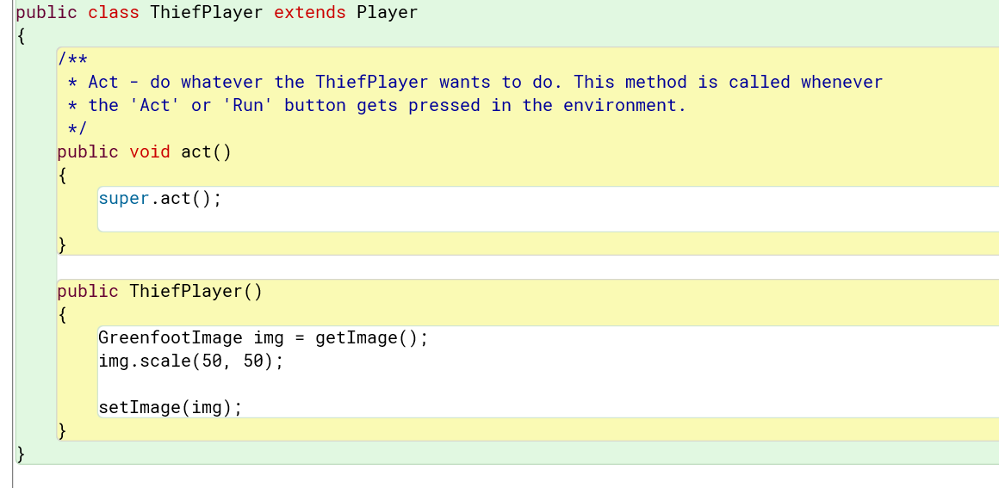 public class ThiefPlayer extends Player
{
/**
* Act - do whatever the ThiefPlayer wants to do. This method is called whenever
* the 'Act' or 'Run' button gets pressed in the environment.
*/
public void act()
{
super.act();
}
public ThiefPlayer()
{
GreenfootImage img = getImage();
img.scale(50, 50);
setImage(img);
}
}